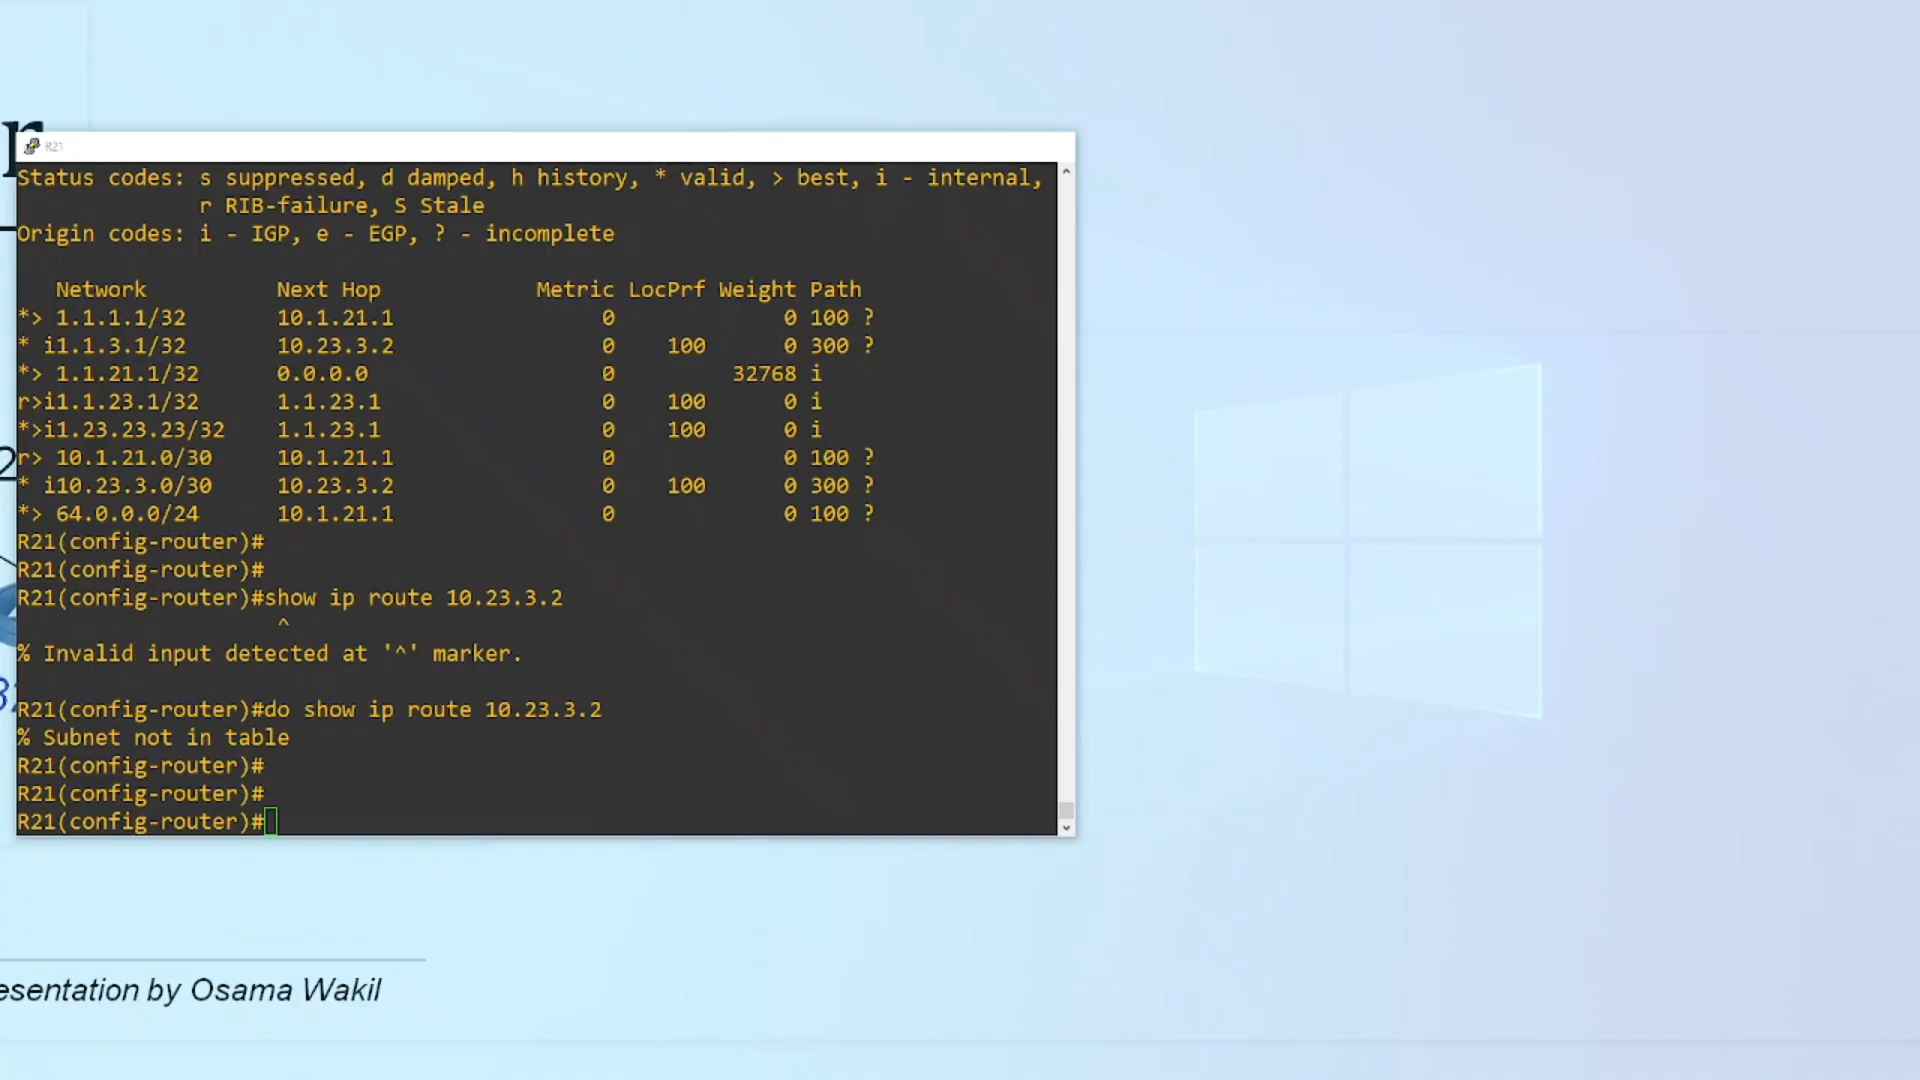 R21
Status codes: s suppressed, d damped, h history, * valid, > best, i - internal,
r RIB-failure, S Stale
Origin codes: i - IGP, e - EGP, ? - incomplete
Network Next Hop Metric LocPrf Weight Path
*> 1.1.1.1/32 10.1.21.1 0 0 100 ?
* i1.1.3.1/32 10.23.3.2 0 100 0 300 ?
*> 1.1.21.1/32 0.0.0.0 0 32768 i
r>i1.1.23.1/32 1.1.23.1 0 100 0 i
*>i1.23.23.23/32 1.1.23.1 0 100 0 i
r> 10.1.21.0/30 10.1.21.1 0 0 100 ?
* i10.23.3.0/30 10.23.3.2 0 100 0 300 ?
*> 64.0.0.0/24 10.1.21.1 0 0 100 ?
R21(config-router)#
R21(config-router)#
R21(config-router)#show ip route 10.23.3.2
^
% Invalid input detected at '^' marker.
R21(config-router)#do show ip route 10.23.3.2
% Subnet not in table
R21(config-router)#
R21(config-router)#
R21(config-router)#
esentation by Osama Wakil